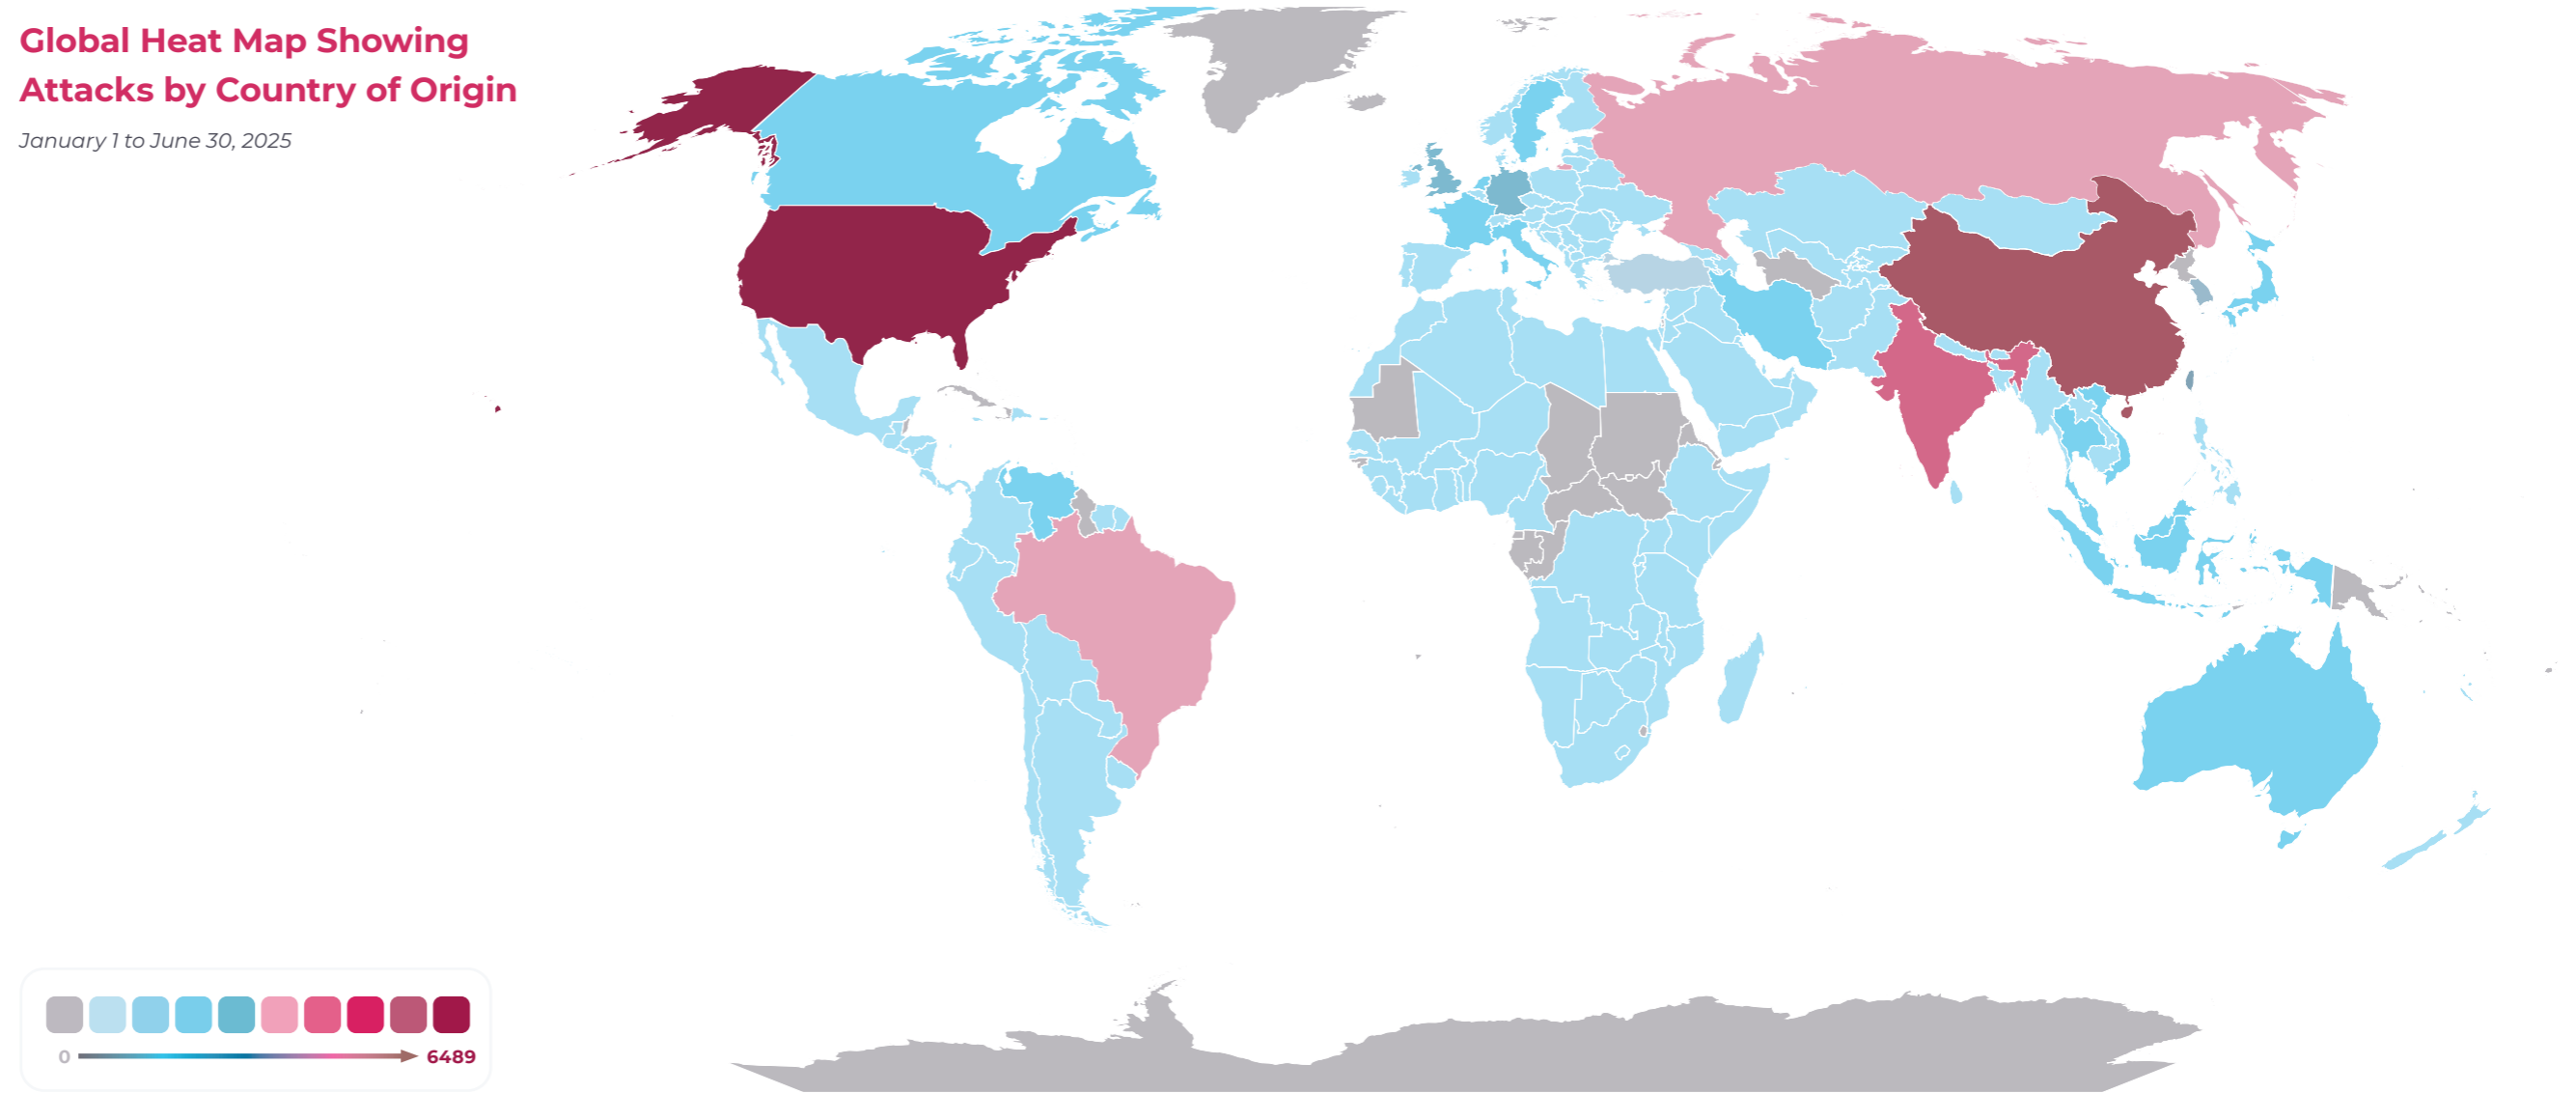 Global Heat Map Showing
Attacks by Country of Origin
January 1 to June 30, 2025
0 6489